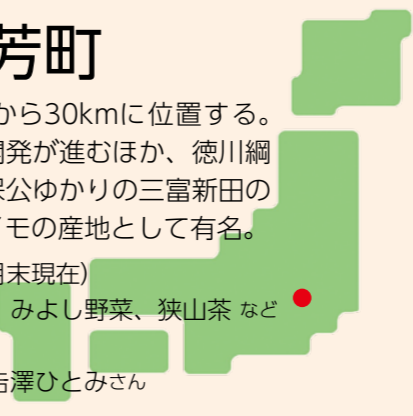 芳町
から30kmに位置する。
開発が進むほか、徳川綱
保公ゆかりの三富新田の
イモの産地として有名。
月末現在)
みよし野菜、狭山茶 など
吉澤ひとみさん